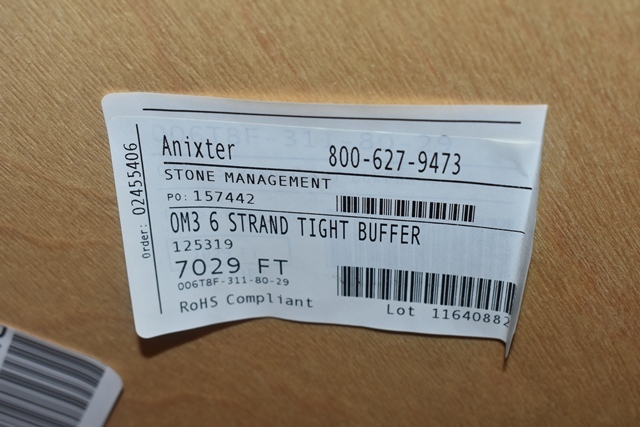 Anixter 800-627-9473
STONE MANAGEMENT
PO: 157442
OM3 6 STRAND TIGHT BUFFER
125319
7029 FT
006T8F-311-80-29
RoHS Compliant Lot 11640882
Order: 02455406